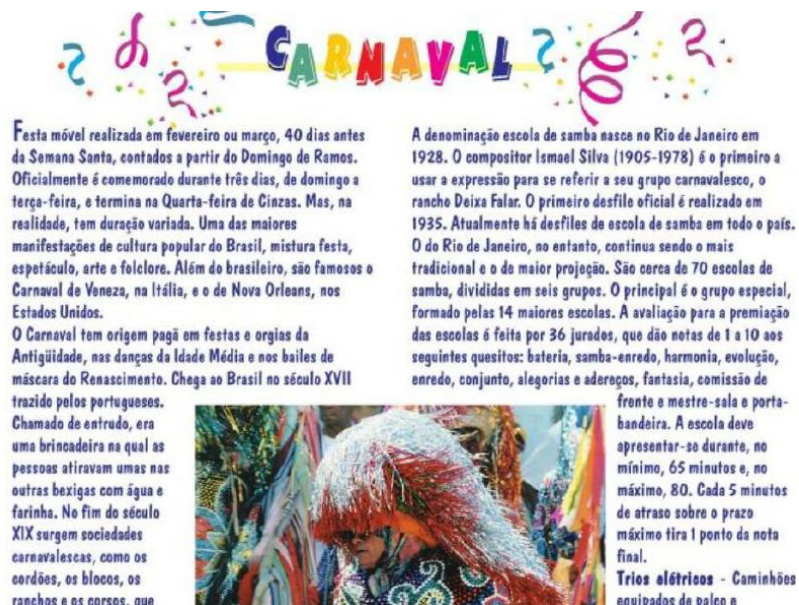 CARNAVAL
Festa móvel realizada em fevereiro ou março, 40 dias antes
da Semana Santa, contados a partir do Domingo de Ramos.
Oficialmente é comemorado durante três dias, de domingo a
terça-feira, e termina na Quarta-feira de Cinzas. Mas, na
realidade, tem duração variada. Uma das maiores
manifestações de cultura popular do Brasil, mistura festa,
espetáculo, arte e folclore. Além do brasileiro, são famosos o
Carnaval de Veneza, na Itália, e o de Nova Orleans, nos
Estados Unidos.
O Carnaval tem origem pagã em festas e orgias da
Antigüidade, nas danças da Idade Média e nos bailes de
máscara do Renascimento. Chega ao Brasil no século XVII
trazido pelos portugueses.
Chamado de entrudo, era
uma brincadeira na qual as
pessoas atiravam umas nas
outras bexigas com água e
farinha. No fim do século
XIX surgem sociedades
carnavalescas, como os
cordões, os blocos, os
ranchos e os corsos, que
A denominação escola de samba nasce no Rio de Janeiro em
1928. O compositor Ismael Silva (1905-1978) é o primeiro a
usar a expressão para se referir a seu grupo carnavalesco, o
rancho Deixa Falar. O primeiro desfile oficial é realizado em
1935. Atualmente há desfiles de escola de samba em todo o país.
O do Rio de Janeiro, no entanto, continua sendo o mais
tradicional e o de maior projeção. São cerca de 70 escolas de
samba, divididas em seis grupos. O principal é o grupo especial,
formado pelas 14 maiores escolas. A avaliação para a premiação
das escolas é feita por 36 jurados, que dão notas de 1 a 10 aos
seguintes quesitos: bateria, samba-enredo, harmonia, evolução,
enredo, conjunto, alegorias e adereços, fantasia, comissão de
frente e mestre-sala e porta-
bandeira. A escola deve
apresentar-se durante, no
mínimo, 65 minutos e, no
máximo, 80. Cada 5 minutos
de atraso sobre o prazo
máximo tira 1 ponto da nota
final.
Trios elétricos - Caminhões
equipados de palco e